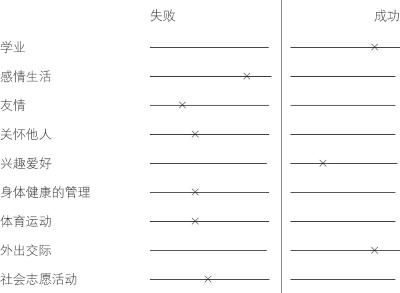 失败 成功
学业
感情生活
友情
关怀他人
兴趣爱好
身体健康的管理
体育运动
外出交际
社会志愿活动